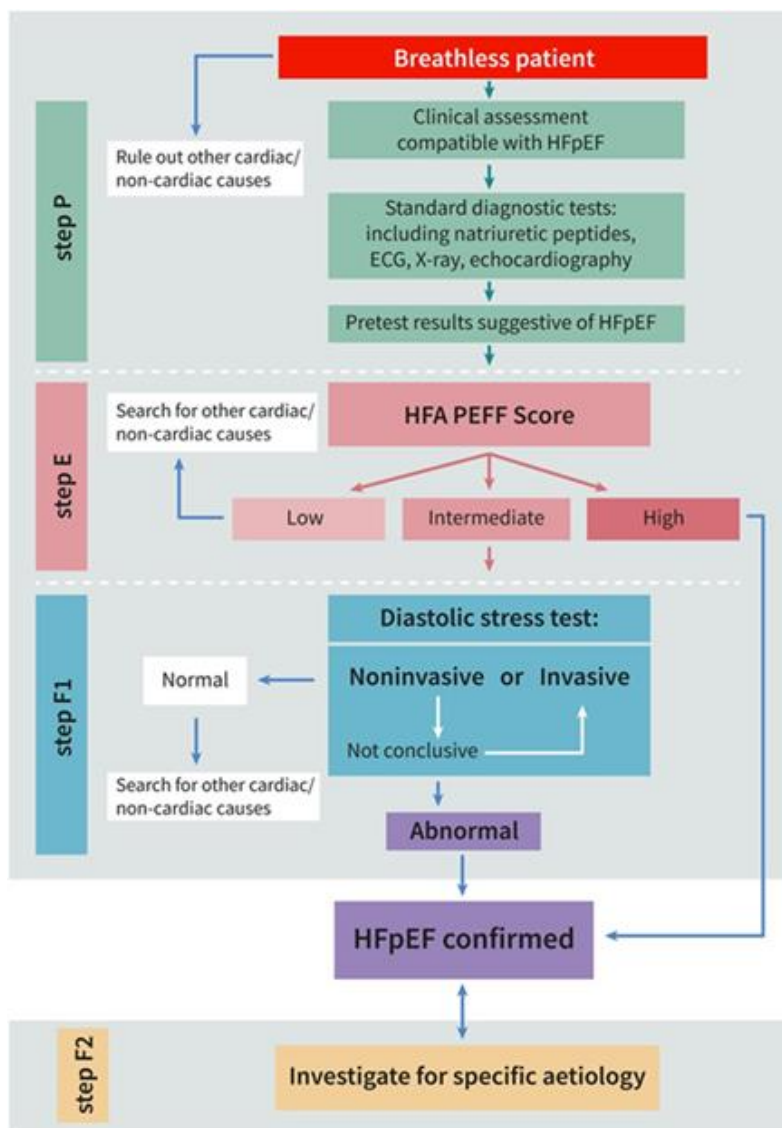 Breathless patient
step P
Rule out other cardiac/
non-cardiac causes
Clinical assessment
compatible with HFpEF
Standard diagnostic tests:
including natriuretic peptides,
ECG, X-ray, echocardiography
Pretest results suggestive of HFpEF
step E
Search for other cardiac/
non-cardiac causes
HFA PEFF Score
Low
Intermediate
High
step F1
Diastolic stress test:
Normal
Noninvasive or Invasive
Not conclusive
Search for other cardiac/
non-cardiac causes
Abnormal
HFpEF confirmed
step F2
Investigate for specific aetiology